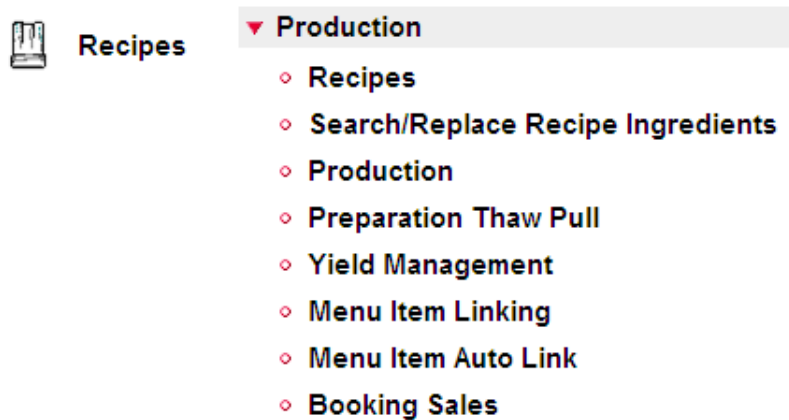 Recipes
Production
Recipes
Search/Replace Recipe Ingredients
Production
Preparation Thaw Pull
Yield Management
Menu Item Linking
Menu Item Auto Link
Booking Sales